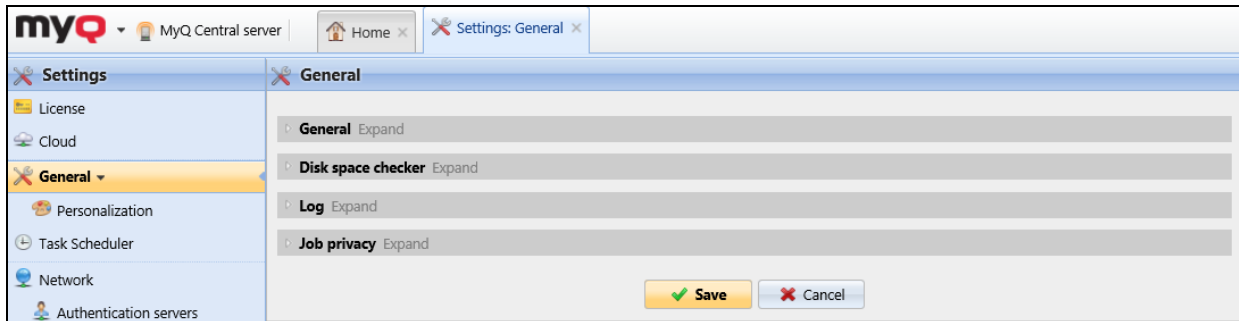 myQ MyQ Central server Home Settings: General
Settings
General
License
Cloud
General
Personalization
Task Scheduler
Network
Authentication servers
General Expand
Disk space checker Expand
Log Expand
Job privacy Expand
Save Cancel